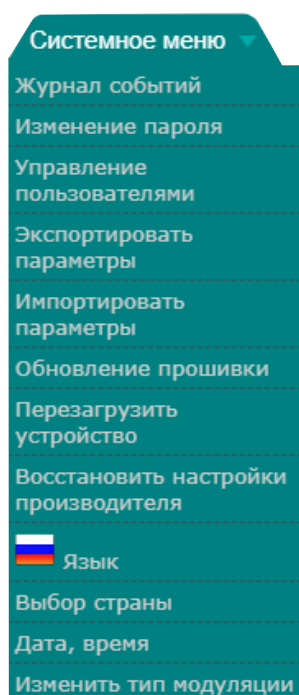 Системное меню
Журнал событий
Изменение пароля
Управление
пользователями
Экспортировать
параметры
Импортировать
параметры
Обновление прошивки
Перезагрузить
устройство
Восстановить настройки
производителя
Язык
Выбор страны
Дата, время
Изменить тип модуляции